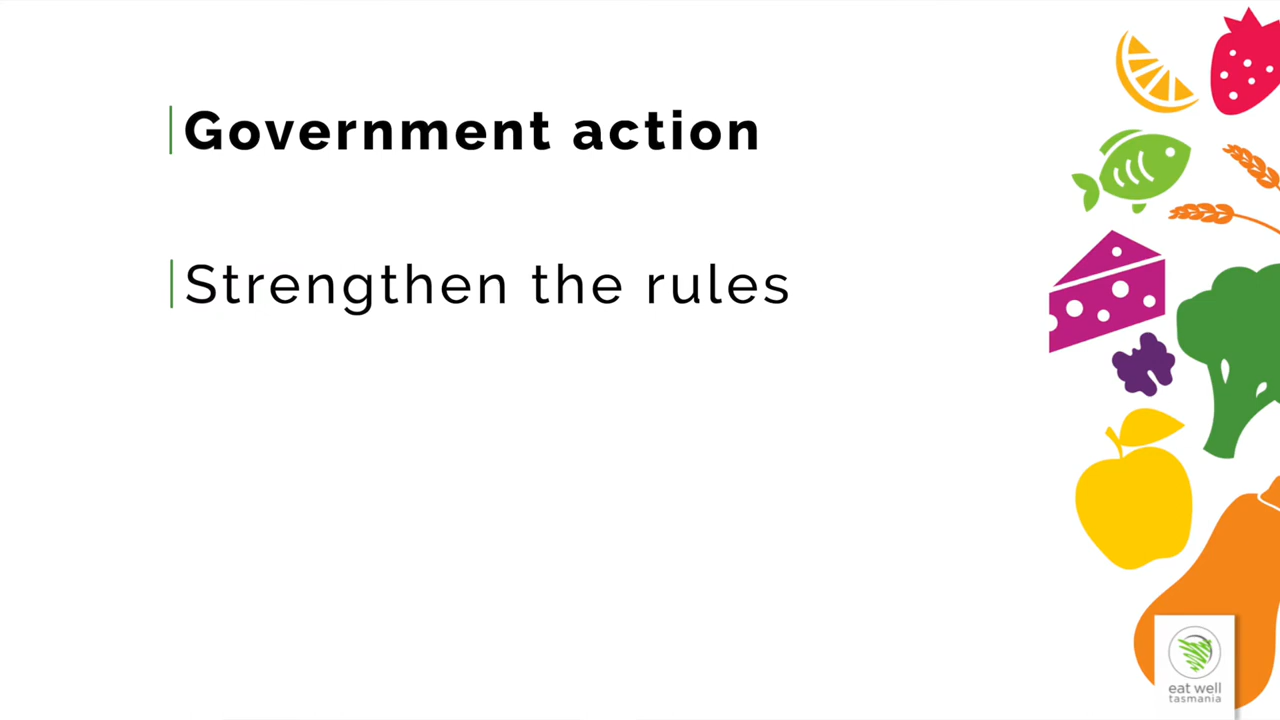 Government action
Strengthen the rules
eat well
tasmania